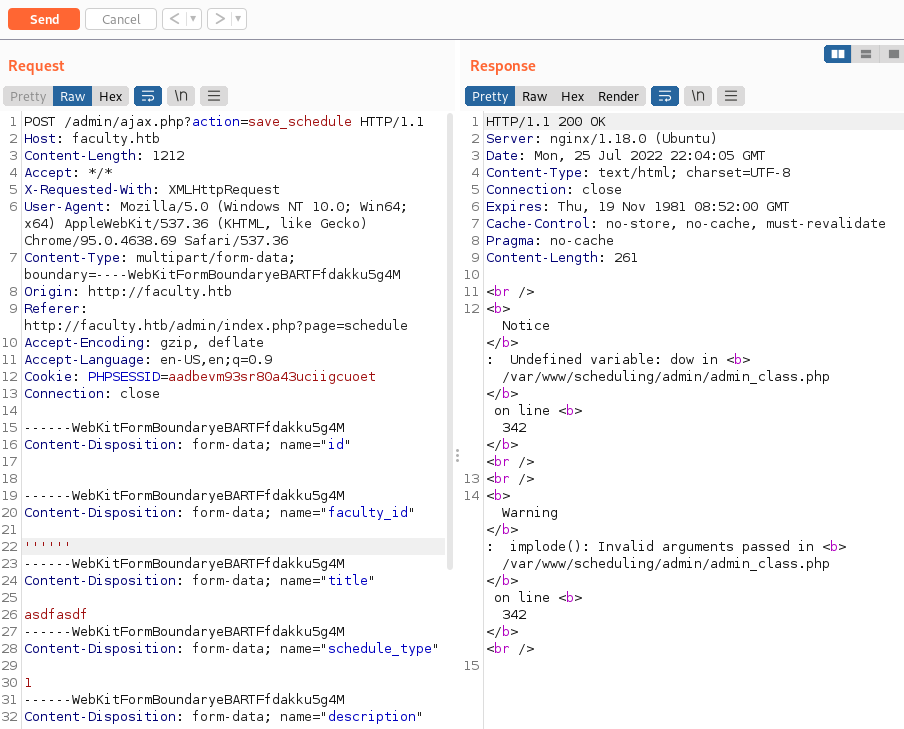 Send Cancel < ▾ > ▾
Request
Pretty Raw Hex \n
1 POST /admin/ajax.php?action=save_schedule HTTP/1.1
2 Host: faculty.htb
3 Content-Length: 1212
4 Accept: */*
5 X-Requested-With: XMLHttpRequest
6 User-Agent: Mozilla/5.0 (Windows NT 10.0; Win64;
x64) AppleWebKit/537.36 (KHTML, like Gecko)
Chrome/95.0.4638.69 Safari/537.36
7 Content-Type: multipart/form-data;
boundary=----WebKitFormBoundaryeBARTFfdakku5g4M
8 Origin: http://faculty.htb
9 Referer:
http://faculty.htb/admin/index.php?page=schedule
10 Accept-Encoding: gzip, deflate
11 Accept-Language: en-US,en;q=0.9
12 Cookie: PHPSESSID=aadbevm93sr80a43uciigcuoet
13 Connection: close
14
15 ------WebKitFormBoundaryeBARTFfdakku5g4M
16 Content-Disposition: form-data; name="id"
17
18
19 ------WebKitFormBoundaryeBARTFfdakku5g4M
20 Content-Disposition: form-data; name="faculty_id"
21
22 ''''''
23 ------WebKitFormBoundaryeBARTFfdakku5g4M
24 Content-Disposition: form-data; name="title"
25
26 asdfasdf
27 ------WebKitFormBoundaryeBARTFfdakku5g4M
28 Content-Disposition: form-data; name="schedule_type"
29
30 1
31 ------WebKitFormBoundaryeBARTFfdakku5g4M
32 Content-Disposition: form-data; name="description"
Response
Pretty Raw Hex Render \n
1 HTTP/1.1 200 OK
2 Server: nginx/1.18.0 (Ubuntu)
3 Date: Mon, 25 Jul 2022 22:04:05 GMT
4 Content-Type: text/html; charset=UTF-8
5 Connection: close
6 Expires: Thu, 19 Nov 1981 08:52:00 GMT
7 Cache-Control: no-store, no-cache, must-revalidate
8 Pragma: no-cache
9 Content-Length: 261
10
11 <br />
12 <b>
Notice
</b>
:  Undefined variable: dow in <b>
/var/www/scheduling/admin/admin_class.php
</b>
on line <b>
342
</b>
<br />
13 <br />
14 <b>
Warning
</b>
:  implode(): Invalid arguments passed in <b>
/var/www/scheduling/admin/admin_class.php
</b>
on line <b>
342
</b>
<br />
15